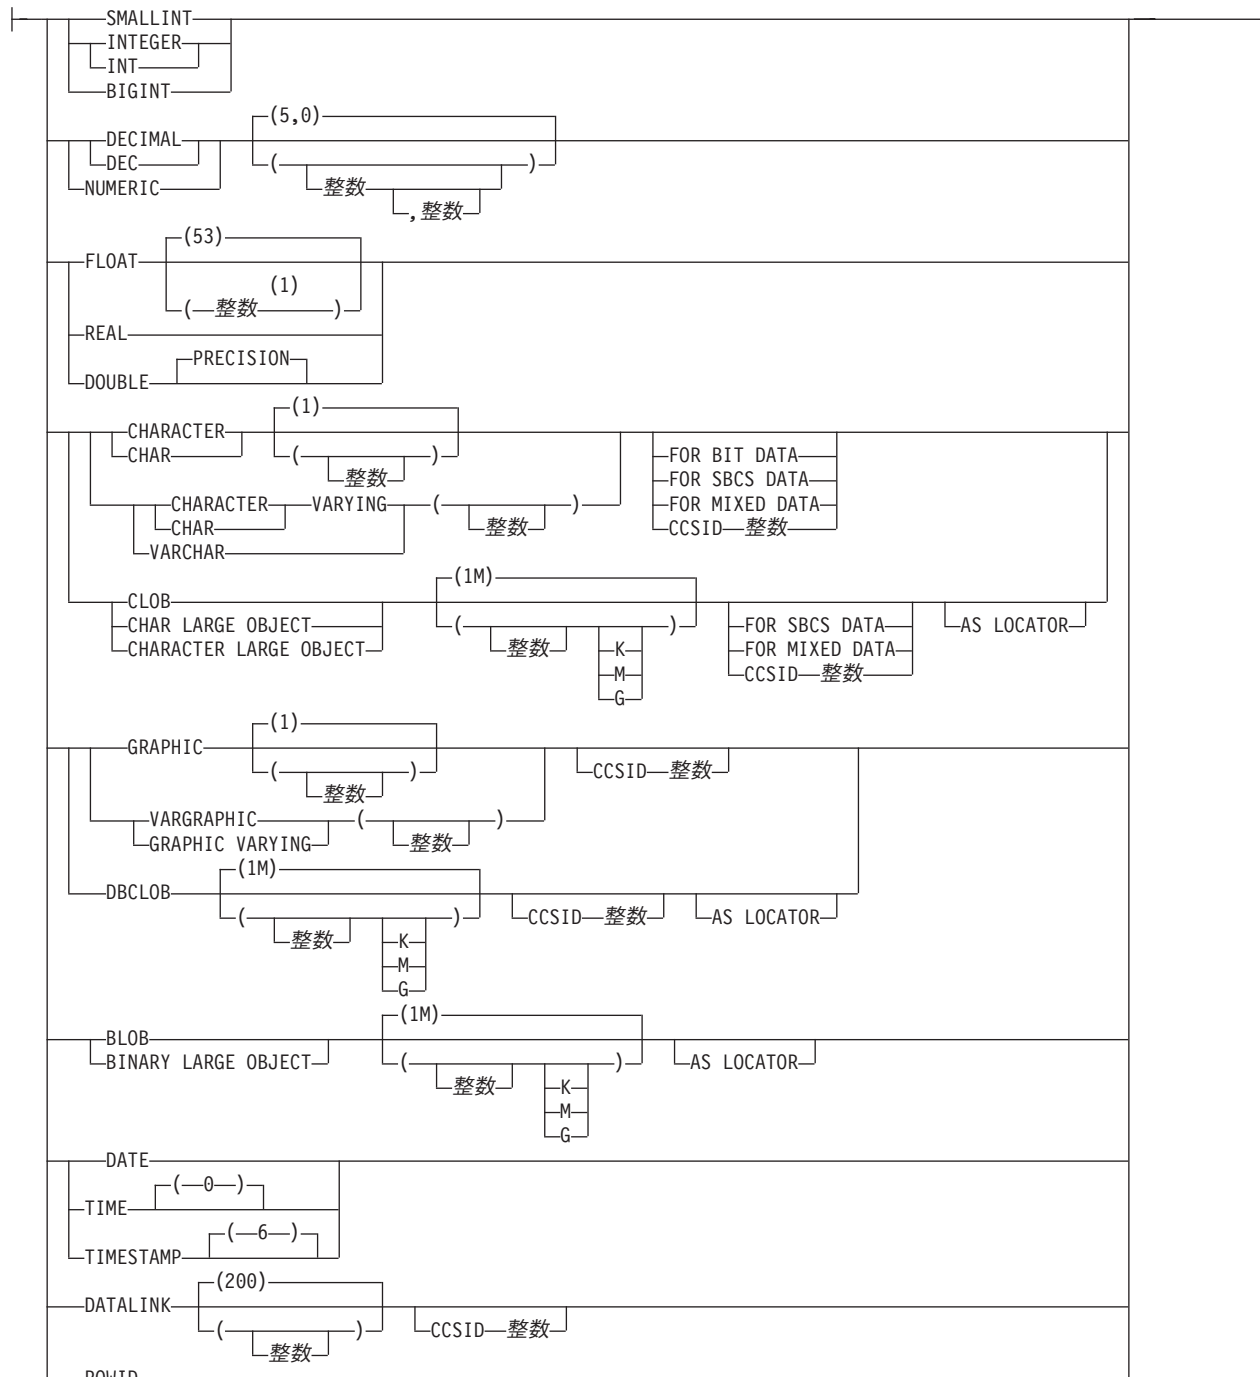 SMALLINT
INTEGER
INT
BIGINT
(5,0)
DECIMAL
DEC ( )
NUMERIC 整数
,整数
(53)
FLOAT
(1)
( 整数 )
REAL
PRECISION
DOUBLE
(1)
CHARACTER
CHAR ( ) FOR BIT DATA
整数 FOR SBCS DATA
CHARACTER VARYING ( ) FOR MIXED DATA
CHAR 整数 CCSID 整数
VARCHAR
(1M)
CLOB
CHAR LARGE OBJECT ( ) FOR SBCS DATA AS LOCATOR
CHARACTER LARGE OBJECT 整数 K FOR MIXED DATA
M CCSID 整数
G
(1)
GRAPHIC
( ) CCSID 整数
整数
VARGRAPHIC ( )
GRAPHIC VARYING 整数
(1M)
DBCLOB
( ) CCSID 整数 AS LOCATOR
整数 K
M
G
(1M)
BLOB
BINARY LARGE OBJECT ( ) AS LOCATOR
整数 K
M
G
DATE
( 0 )
TIME
( 6 )
TIMESTAMP
(200)
DATALINK
( ) CCSID 整数
整数
ROWID